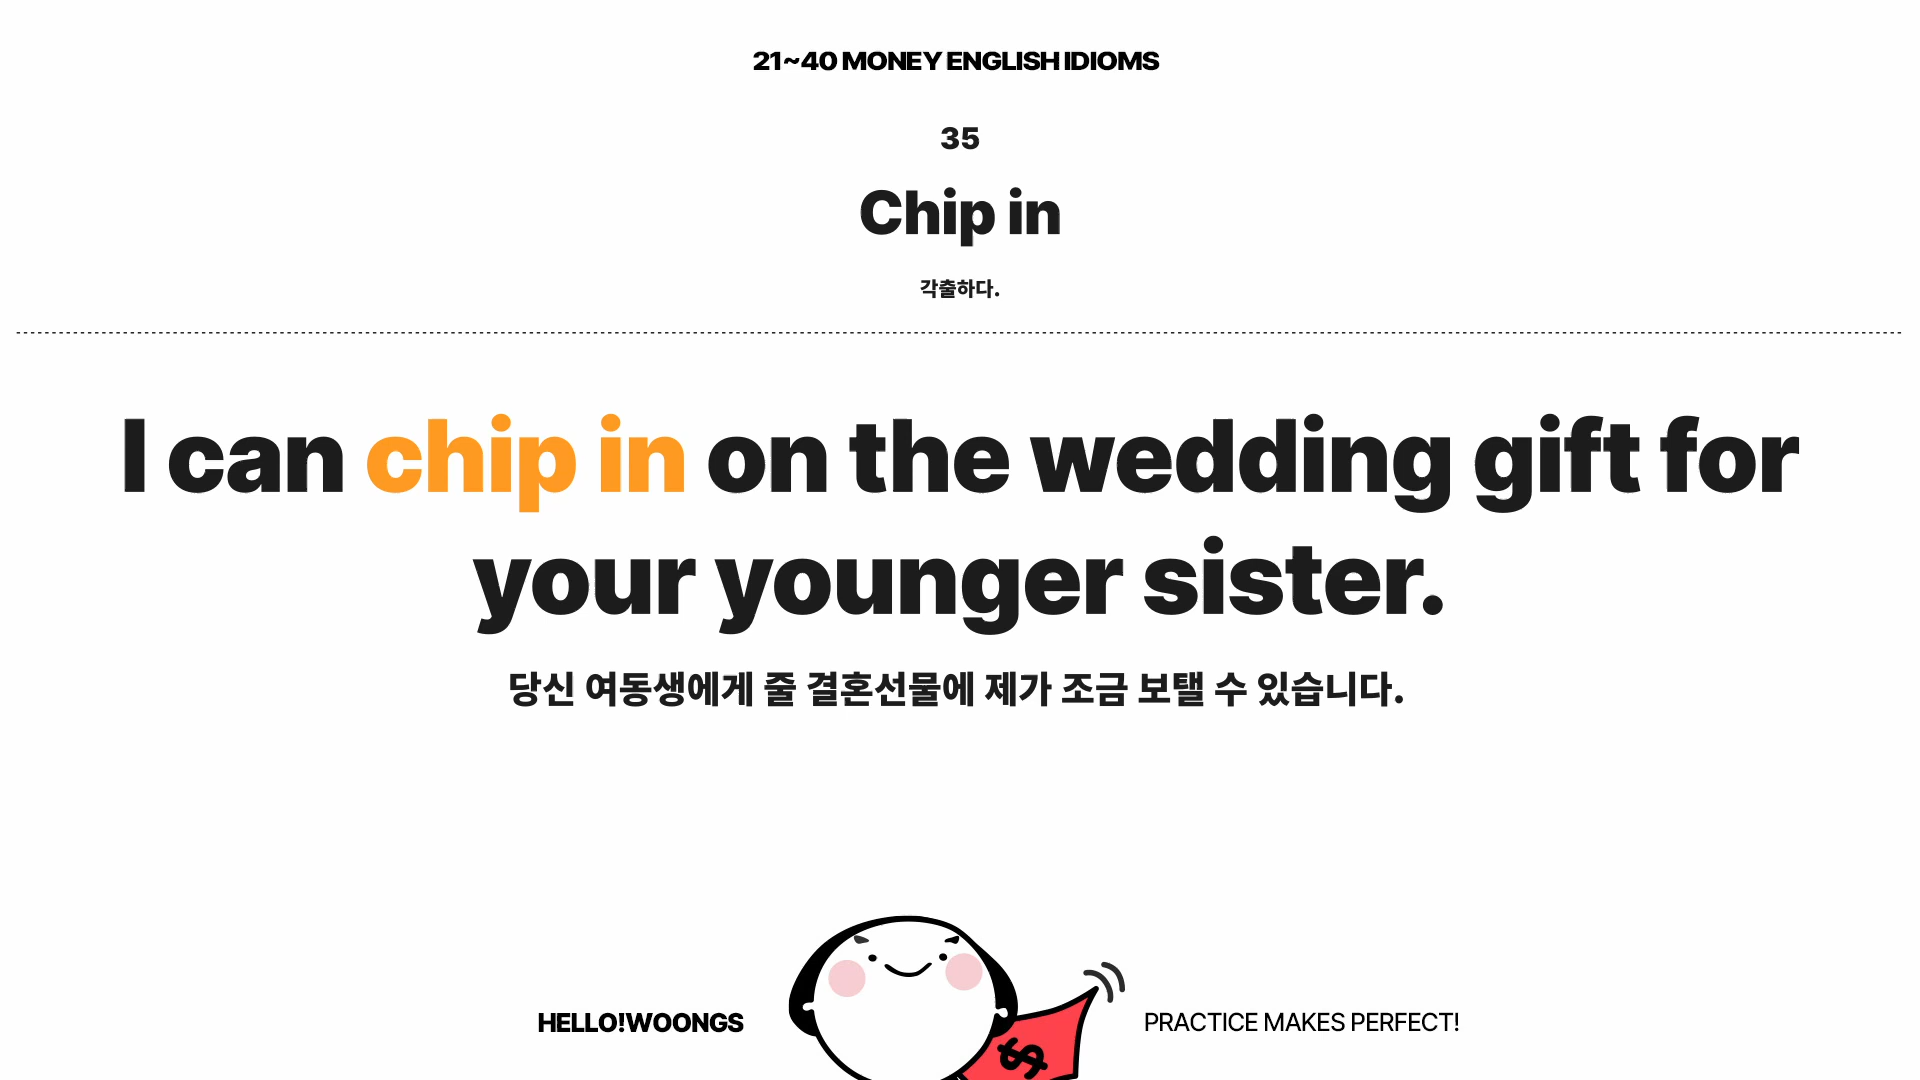 21~40 MONEY ENGLISH IDIOMS
35
Chip in
각출하다.
I can chip in on the wedding gift for
your younger sister.
당신 여동생에게 줄 결혼선물에 제가 조금 보탤 수 있습니다.
$
HELLO!WOONGS
PRACTICE MAKES PERFECT!